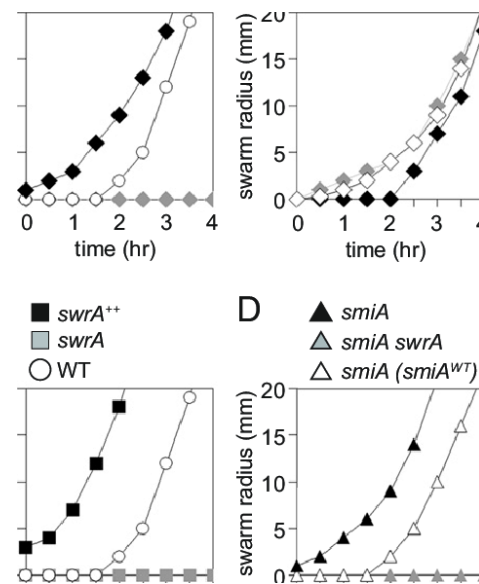 20
15
10
5
0
swarm radius (mm)
0 1 2 3 4
time (hr)
0 1 2 3 4
time (hr)
swrA++
swrA
WT
D
smiA
smiA swrA
smiA (smiAWT)
20
15
10
5
0
swarm radius (mm)